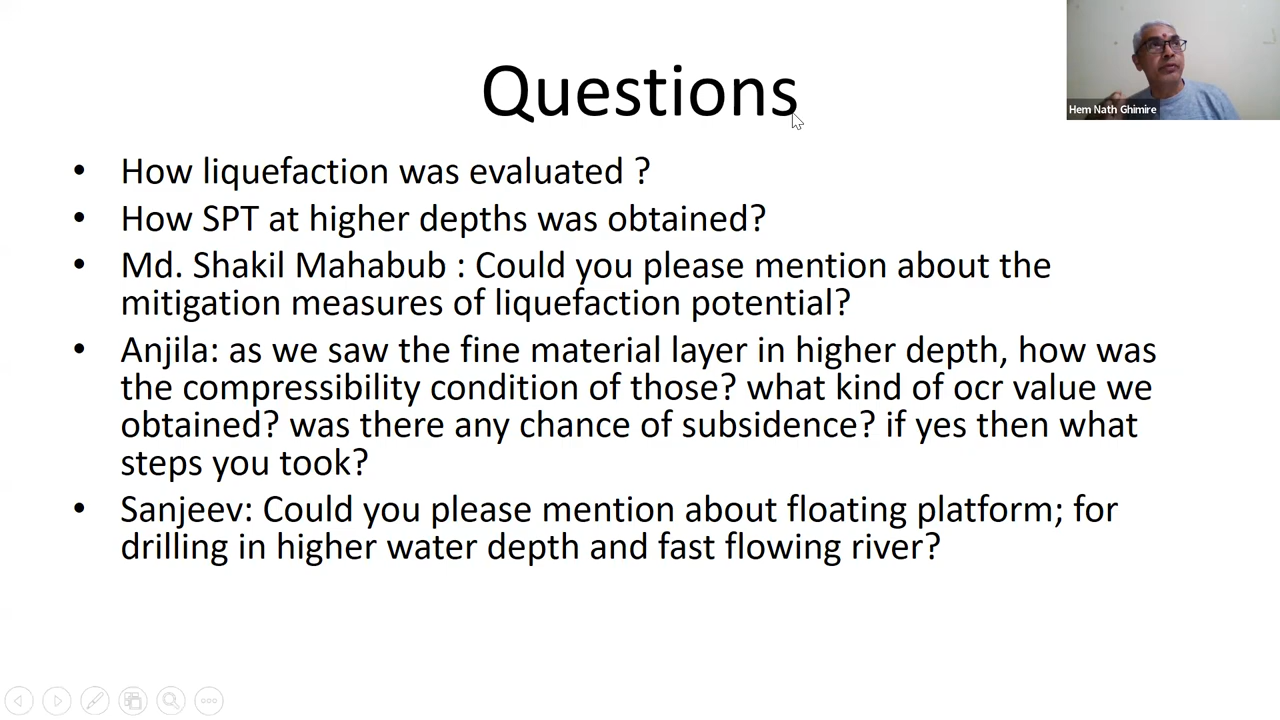 Questions
Hem Nath Ghimire
• How liquefaction was evaluated ?
• How SPT at higher depths was obtained?
• Md. Shakil Mahabub : Could you please mention about the
mitigation measures of liquefaction potential?
• Anjila: as we saw the fine material layer in higher depth, how was
the compressibility condition of those? what kind of ocr value we
obtained? was there any chance of subsidence? if yes then what
steps you took?
• Sanjeev: Could you please mention about floating platform; for
drilling in higher water depth and fast flowing river?